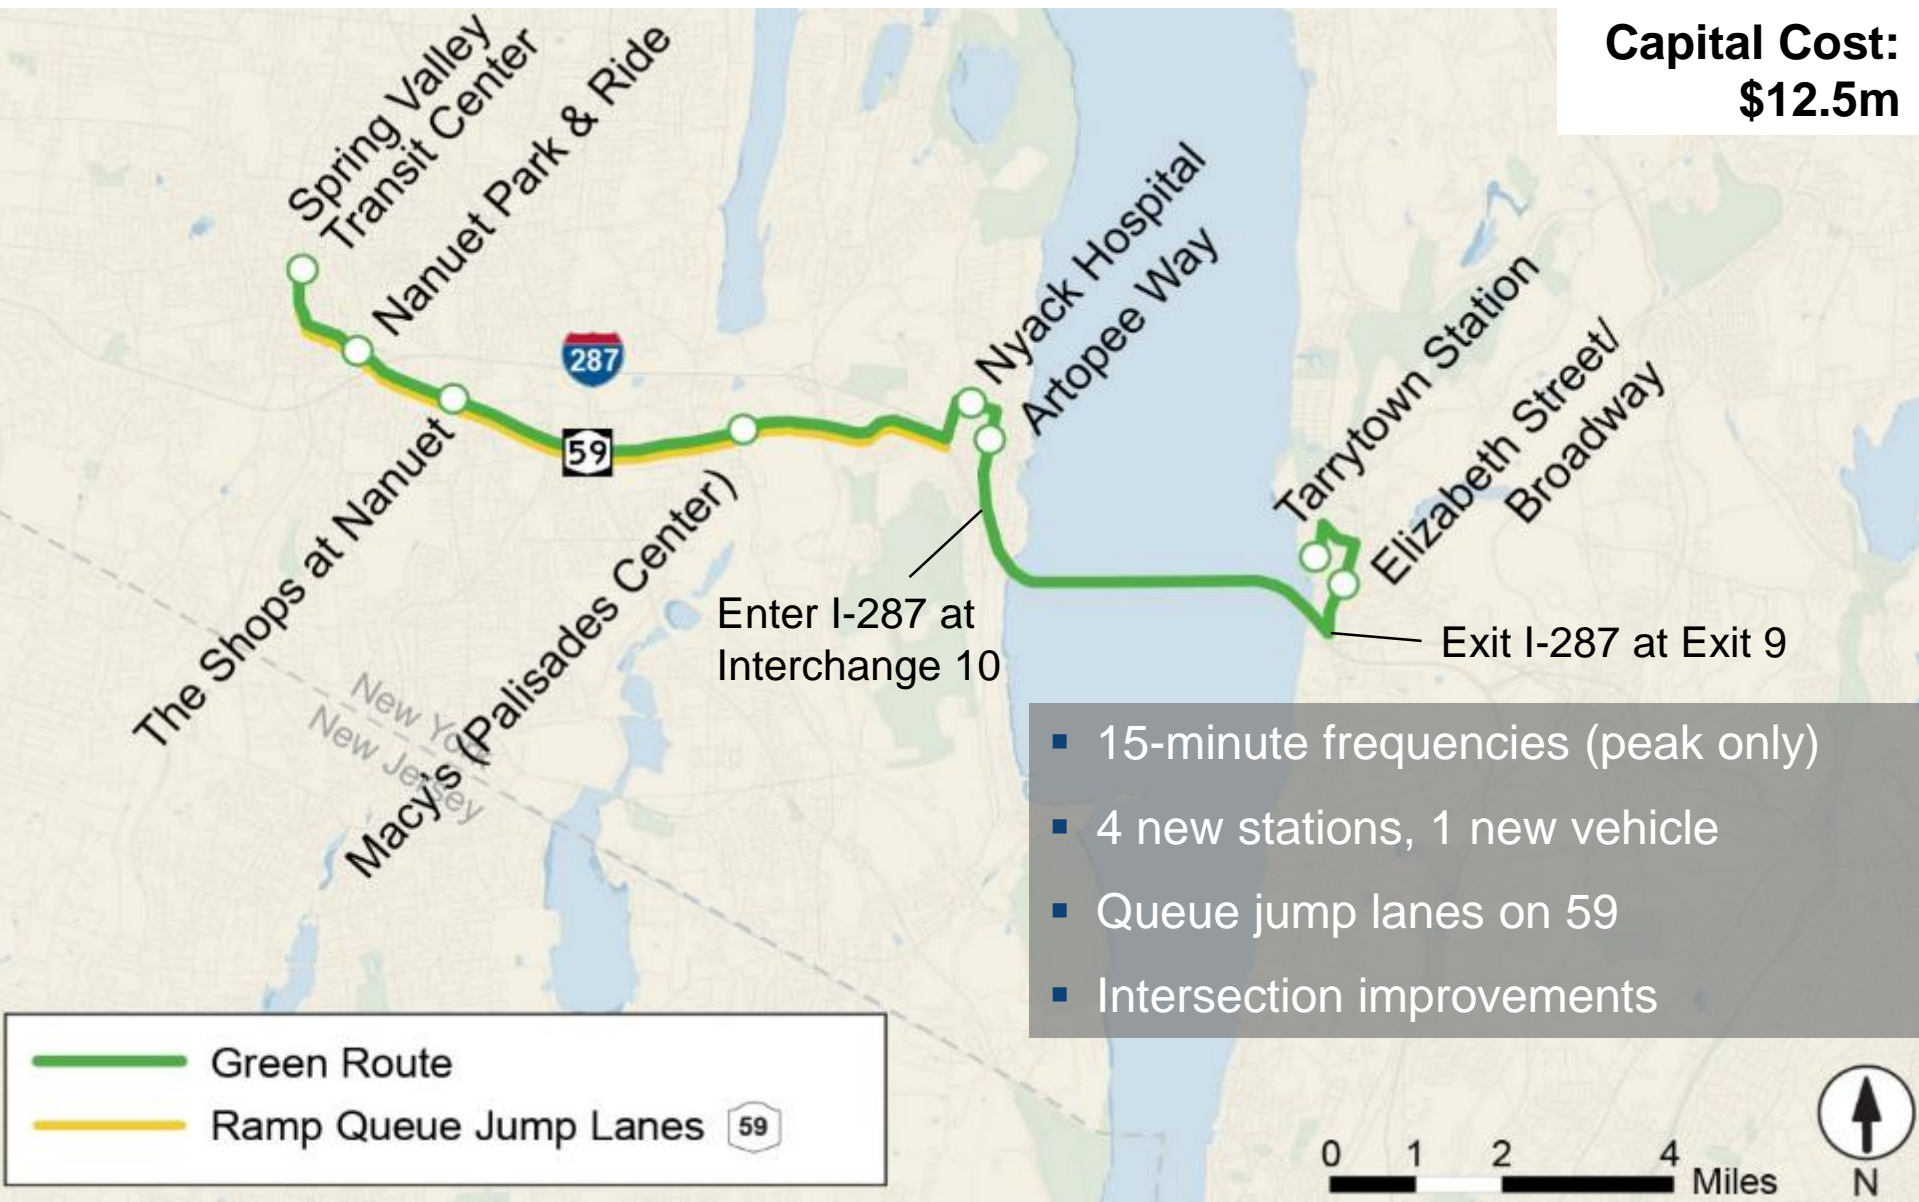 Capital Cost:
$12.5m
Spring Valley
Transit Center
Nanuet Park & Ride
The Shops at Nanuet
Macy's (Palisades Center)
Nyack Hospital
Artopee Way
Tarrytown Station
Elizabeth Street/
Broadway
287
59
Enter I-287 at
Interchange 10
Exit I-287 at Exit 9
New York
New Jersey
▪ 15-minute frequencies (peak only)
▪ 4 new stations, 1 new vehicle
▪ Queue jump lanes on 59
▪ Intersection improvements
Green Route
Ramp Queue Jump Lanes 59
0 1 2 4 Miles
N